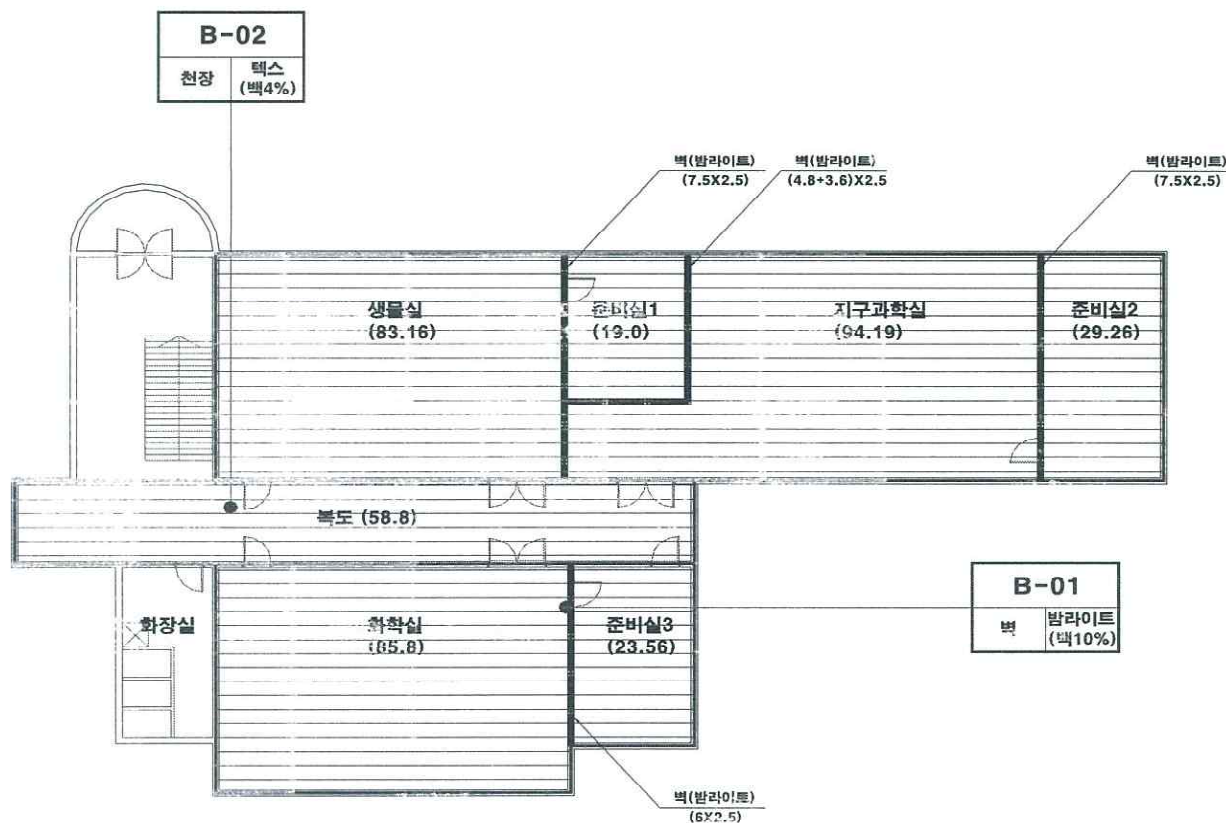 B-02
천장
텍스
(백4%)
벽(밤라이트)
(7.5X2.5)
벽(밤라이트)
(4.8+3.6)X2.5
벽(밤라이트)
(7.5X2.5)
생물실
(83.16)
준비실1
(19.0)
지구과학실
(94.19)
준비실2
(29.26)
복도 (58.8)
화장실
화학실
(85.8)
준비실3
(23.56)
B-01
벽
밤라이트
(백10%)
벽(밤라이트)
(6X2.5)